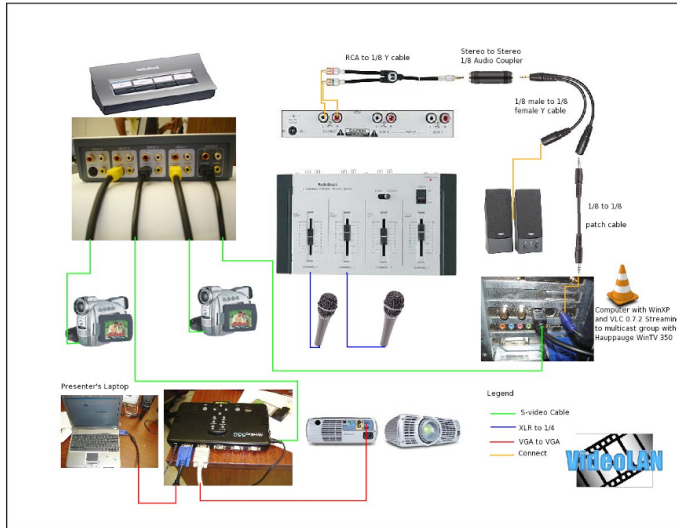 RCA to 1/8 Y cable
Stereo to Stereo
1/8 Audio Coupler
1/8 male to 1/8
female Y cable
1/8 to 1/8
patch cable
Computer with WinXP
and VLC 0.7.2 Streaming
to multicast group with
Hauppauge WinTV 350
Presenter's Laptop
Legend
S-video Cable
XLR to 1/4
VGA to VGA
Connect
VideoLAN